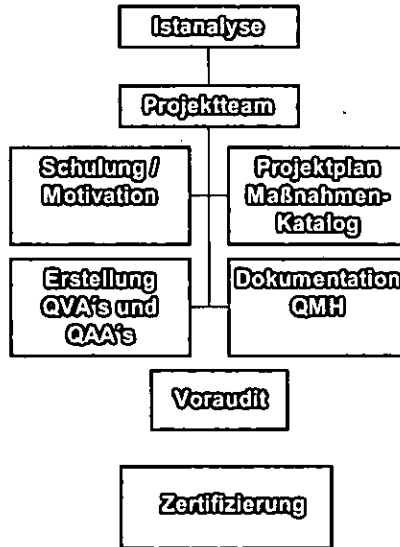 Istanalyse
Projektteam
Schulung /
Motivation
Projektplan
Maßnahmen-
Katalog
Erstellung
QVA's und
QAA's
Dokumentation
QMH
Voraudit
Zertifizierung